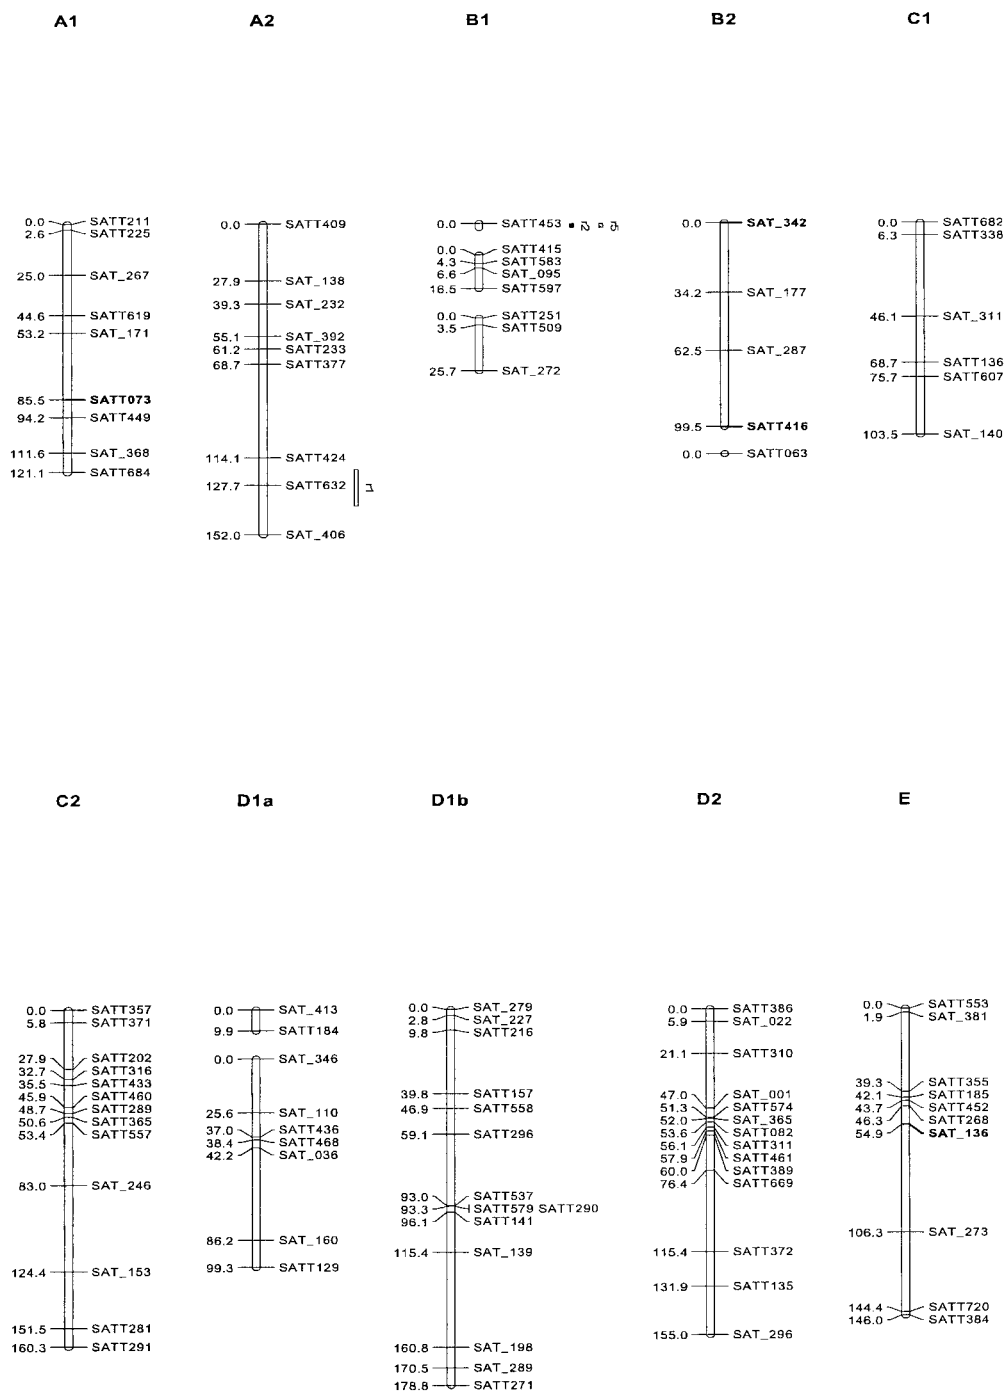 A1 A2 B1 B2 C1
0.0 SATT211
2.6 SATT225
25.0 SAT_267
44.6 SATT619
53.2 SAT_171
85.5 SATT073
94.2 SATT449
111.6 SAT_368
121.1 SATT684
0.0 SATT409
27.9 SAT_138
39.3 SAT_232
55.1 SAT_392
61.2 SATT233
68.7 SATT377
114.1 SATT424
127.7 SATT632
152.0 SAT_406
0.0 SATT453
0.0 SATT415
4.3 SATT583
6.6 SAT_095
16.5 SATT597
0.0 SATT251
3.5 SATT509
25.7 SAT_272
0.0 SAT_342
34.2 SAT_177
62.5 SAT_287
99.5 SATT416
0.0 SATT063
0.0 SATT682
6.3 SATT338
46.1 SAT_311
68.7 SATT136
75.7 SATT607
103.5 SAT_140
C2 D1a D1b D2 E
0.0 SATT357
5.8 SATT371
27.9 SATT202
32.7 SATT316
35.5 SATT433
45.9 SATT460
48.7 SATT289
50.6 SATT365
53.4 SATT557
83.0 SAT_246
124.4 SAT_153
151.5 SATT281
160.3 SATT291
0.0 SAT_413
9.9 SATT184
0.0 SAT_346
25.6 SAT_110
37.0 SATT436
38.4 SATT468
42.2 SAT_036
86.2 SAT_160
99.3 SATT129
0.0 SAT_279
2.8 SAT_227
9.8 SATT216
39.8 SATT157
46.9 SATT558
59.1 SATT296
93.0 SATT537
93.3 SATT579 SATT290
96.1 SATT141
115.4 SAT_139
160.8 SAT_198
170.5 SAT_289
178.8 SATT271
0.0 SATT386
5.9 SAT_022
21.1 SATT310
47.0 SAT_001
51.3 SATT574
52.0 SAT_365
53.6 SATT082
56.1 SATT311
57.9 SATT461
60.0 SATT389
76.4 SATT669
115.4 SATT372
131.9 SATT135
155.0 SAT_296
0.0 SATT553
1.9 SAT_381
39.3 SATT355
42.1 SATT185
43.7 SATT452
46.3 SATT268
54.9 SAT_136
106.3 SAT_273
144.4 SATT720
146.0 SATT384